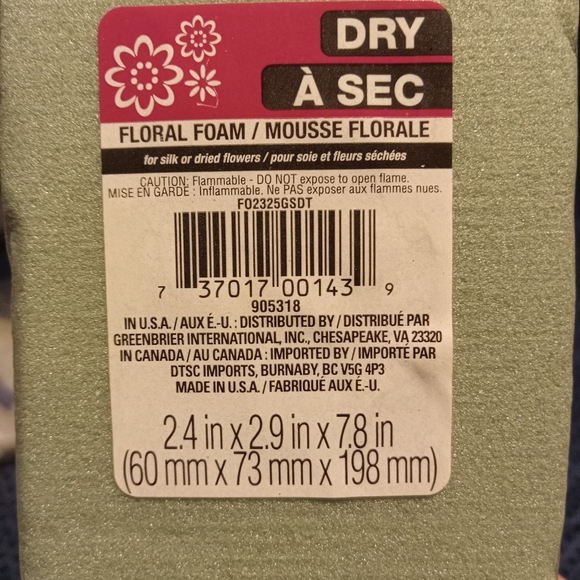 DRY
À SEC
FLORAL FOAM / MOUSSE FLORALE
for silk or dried flowers / pour soie et fleurs séchées
CAUTION: Flammable - DO NOT expose to open flame.
MISE EN GARDE : Inflammable. Ne PAS exposer aux flammes nues.
FO2325GSDT
7 37017 00143 9
905318
IN U.S.A. / AUX É.-U. : DISTRIBUTED BY / DISTRIBUÉ PAR
GREENBRIER INTERNATIONAL, INC., CHESAPEAKE, VA 23320
IN CANADA / AU CANADA : IMPORTED BY / IMPORTÉ PAR
DTSC IMPORTS, BURNABY, BC V5G 4P3
MADE IN U.S.A. / FABRIQUÉ AUX É.-U.
2.4 in x 2.9 in x 7.8 in
(60 mm x 73 mm x 198 mm)